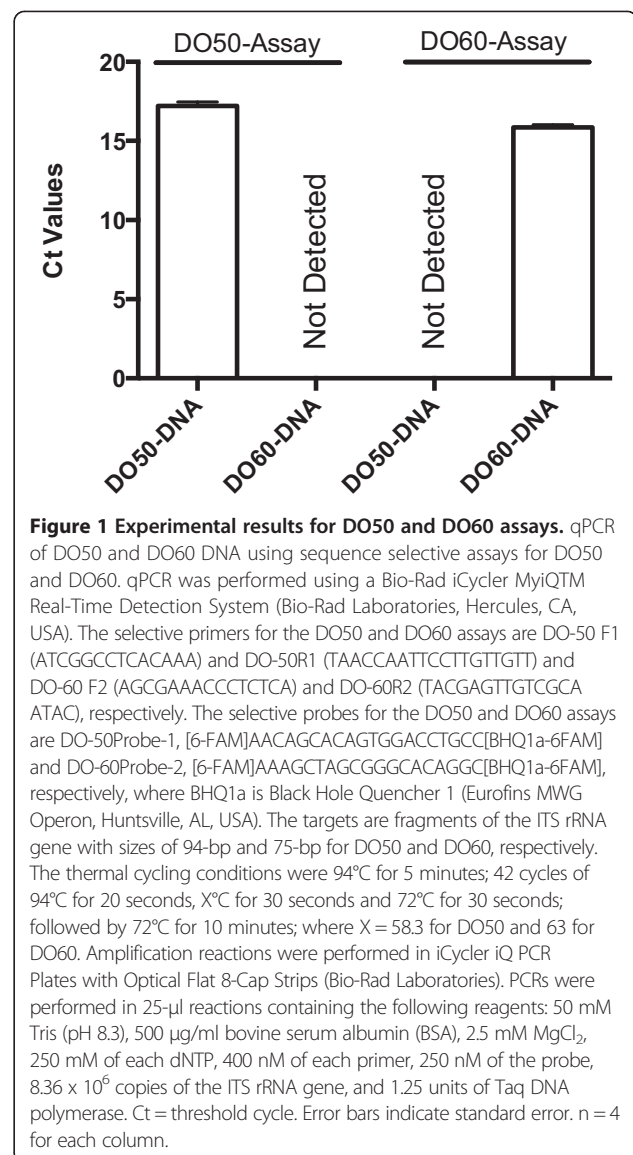 DO50-Assay DO60-Assay
20
15
10
5
0
Ct Values
Not Detected
Not Detected
DO50-DNA
DO60-DNA
DO50-DNA
DO60-DNA
Figure 1 Experimental results for DO50 and DO60 assays. qPCR
of DO50 and DO60 DNA using sequence selective assays for DO50
and DO60. qPCR was performed using a Bio-Rad iCycler MyiQTM
Real-Time Detection System (Bio-Rad Laboratories, Hercules, CA,
USA). The selective primers for the DO50 and DO60 assays are DO-50 F1
(ATCGGCCTCACAAA) and DO-50R1 (TAACCAATTCCTTGTTGTT) and
DO-60 F2 (AGCGAAACCCTCTCA) and DO-60R2 (TACGAGTTGTCGCA
ATAC), respectively. The selective probes for the DO50 and DO60 assays
are DO-50Probe-1, [6-FAM]AACAGCACAGTGGACCTGCC[BHQ1a-6FAM]
and DO-60Probe-2, [6-FAM]AAAGCTAGCGGGCACAGGC[BHQ1a-6FAM],
respectively, where BHQ1a is Black Hole Quencher 1 (Eurofins MWG
Operon, Huntsville, AL, USA). The targets are fragments of the ITS rRNA
gene with sizes of 94-bp and 75-bp for DO50 and DO60, respectively.
The thermal cycling conditions were 94°C for 5 minutes; 42 cycles of
94°C for 20 seconds, X°C for 30 seconds and 72°C for 30 seconds;
followed by 72°C for 10 minutes; where X = 58.3 for DO50 and 63 for
DO60. Amplification reactions were performed in iCycler iQ PCR
Plates with Optical Flat 8-Cap Strips (Bio-Rad Laboratories). PCRs were
performed in 25-μl reactions containing the following reagents: 50 mM
Tris (pH 8.3), 500 μg/ml bovine serum albumin (BSA), 2.5 mM MgCl₂,
250 mM of each dNTP, 400 nM of each primer, 250 nM of the probe,
8.36 x 10⁶ copies of the ITS rRNA gene, and 1.25 units of Taq DNA
polymerase. Ct = threshold cycle. Error bars indicate standard error. n = 4
for each column.